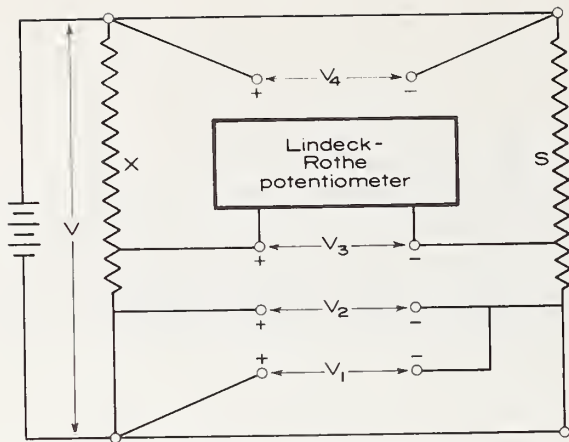 V₄
+ −
Lindeck-
Rothe
potentiometer
X
S
V
V₃
+ −
V₂
+ −
+ −
V₁